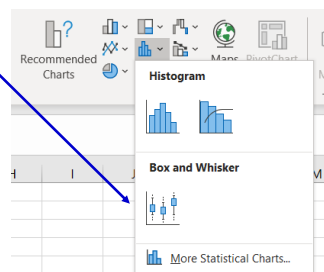 ?
Recommended
Charts
Maps PivotChart
Histogram
H I J M
Box and Whisker
More Statistical Charts...